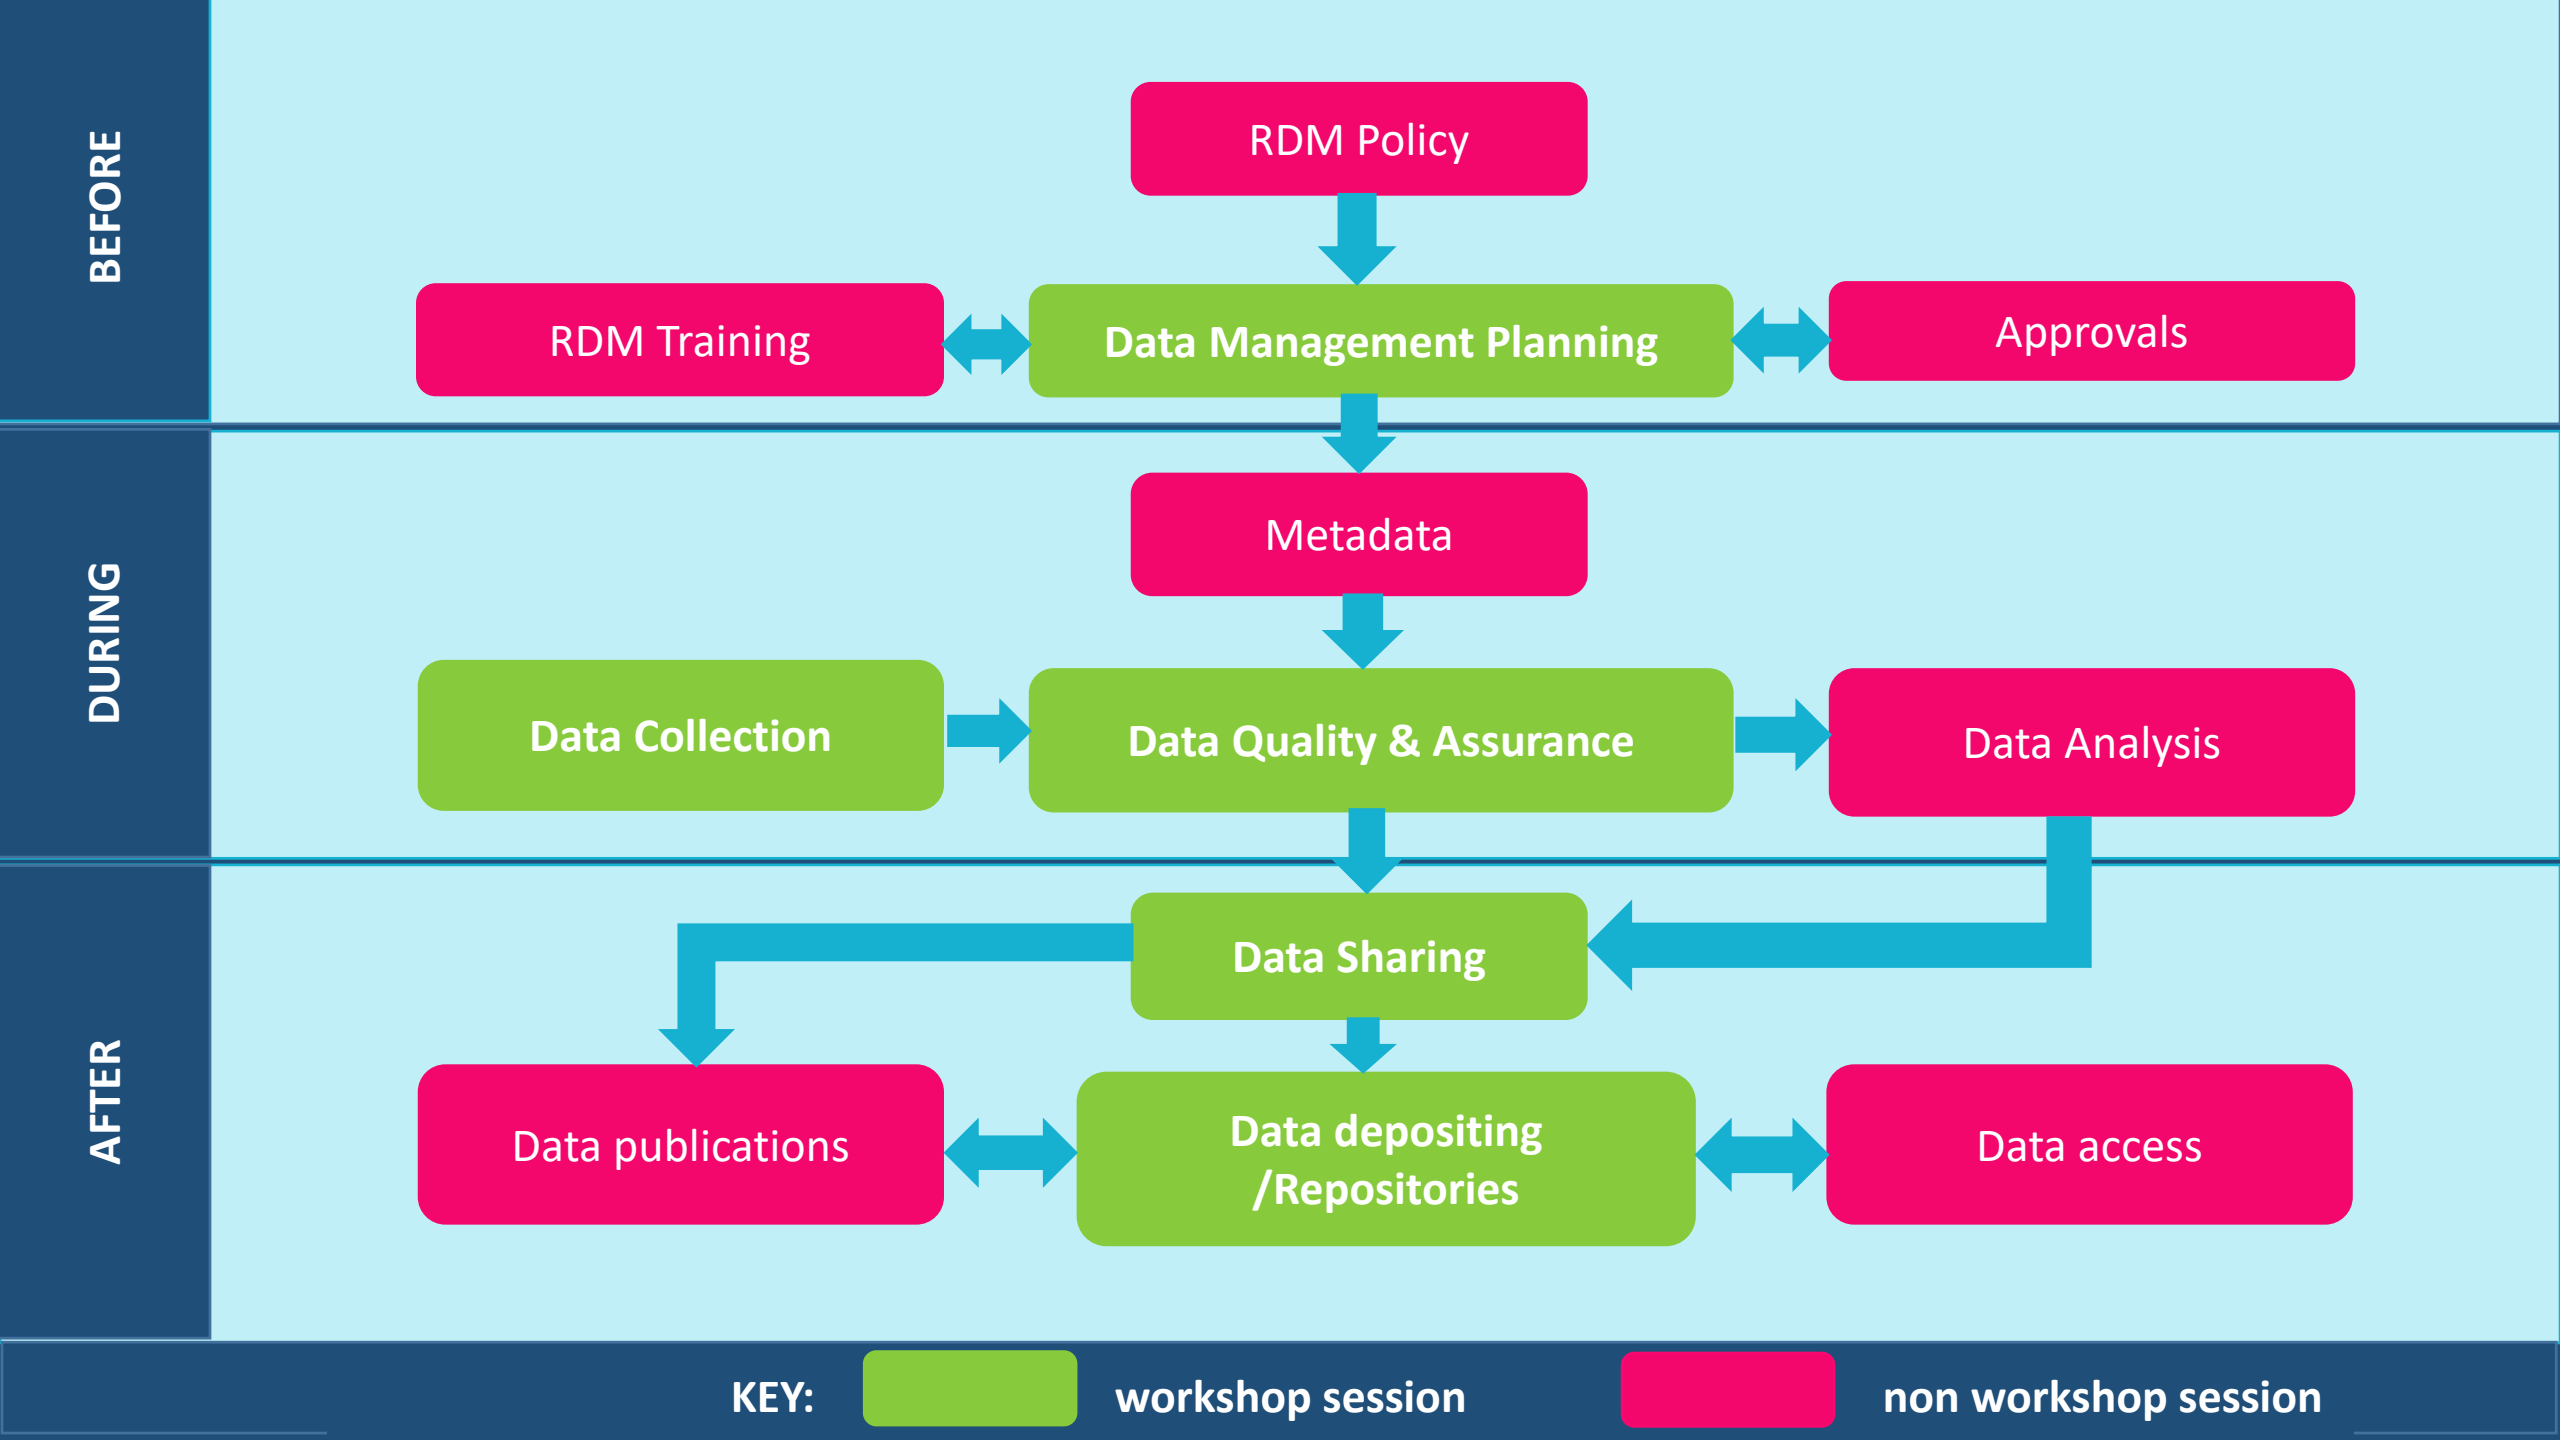 BEFORE
RDM Policy
RDM Training
Data Management Planning
Approvals
DURING
Metadata
Data Collection
Data Quality & Assurance
Data Analysis
AFTER
Data Sharing
Data publications
Data depositing
/Repositories
Data access
KEY:
workshop session
non workshop session